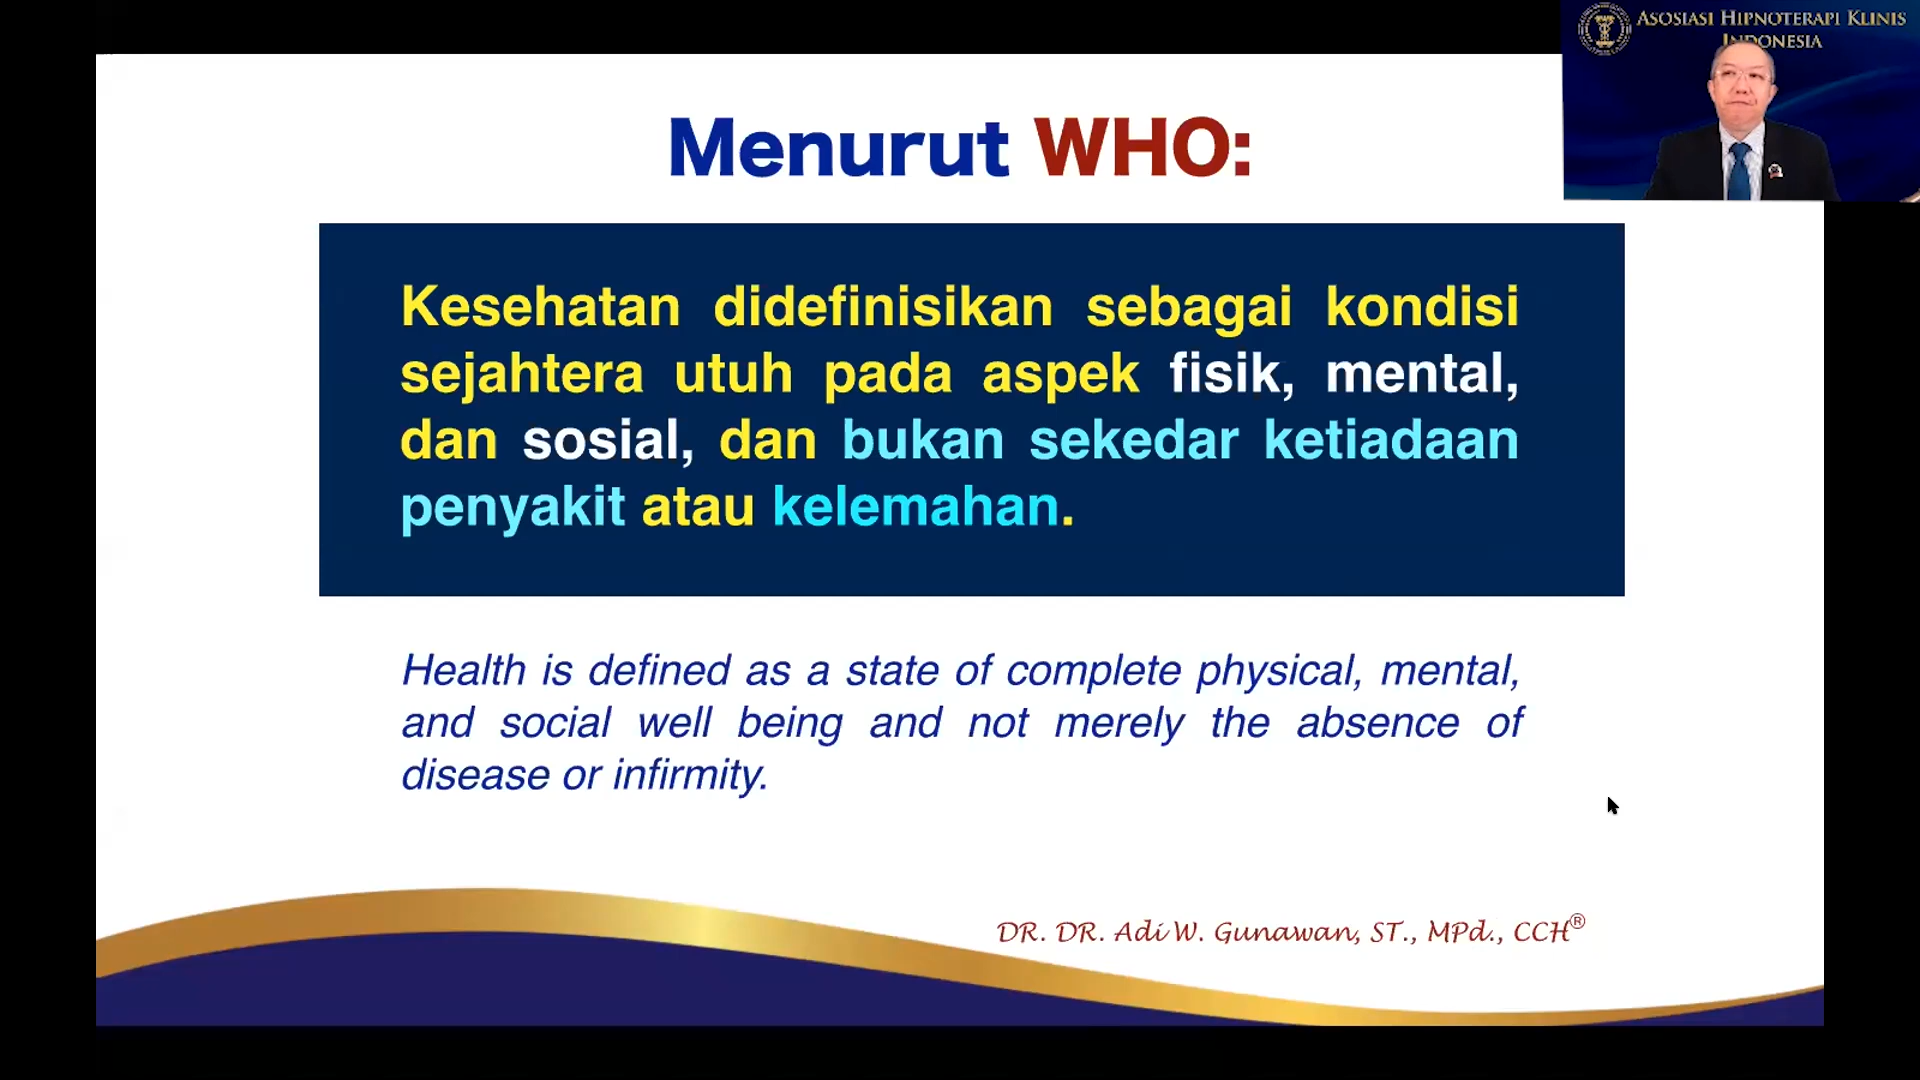 ASOSIASI HIPNOTERAPI KLINIS
INDONESIA
Menurut WHO:
Kesehatan didefinisikan sebagai kondisi
sejahtera utuh pada aspek fisik, mental,
dan sosial, dan bukan sekedar ketiadaan
penyakit atau kelemahan.
Health is defined as a state of complete physical, mental,
and social well being and not merely the absence of
disease or infirmity.
DR. DR. Adi W. Gunawan, ST., MPd., CCH®